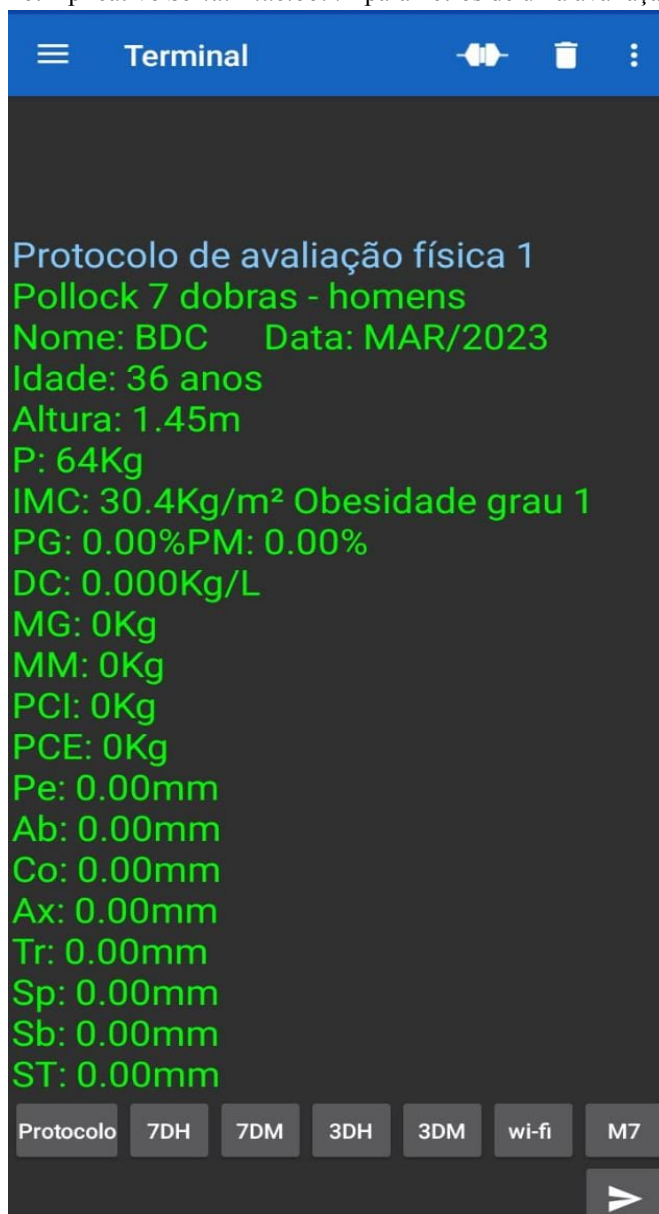 Terminal
Protocolo de avaliação física 1
Pollock 7 dobras - homens
Nome: BDC Data: MAR/2023
Idade: 36 anos
Altura: 1.45m
P: 64Kg
IMC: 30.4Kg/m² Obesidade grau 1
PG: 0.00%PM: 0.00%
DC: 0.000Kg/L
MG: 0Kg
MM: 0Kg
PCI: 0Kg
PCE: 0Kg
Pe: 0.00mm
Ab: 0.00mm
Co: 0.00mm
Ax: 0.00mm
Tr: 0.00mm
Sp: 0.00mm
Sb: 0.00mm
ST: 0.00mm
Protocolo 7DH 7DM 3DH 3DM wi-fi M7